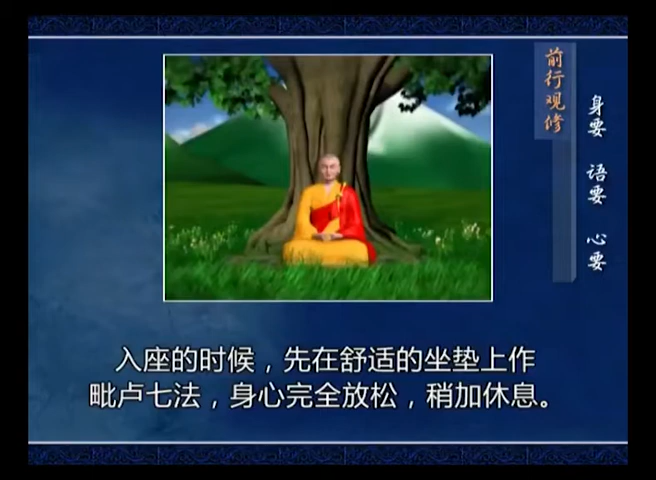 前行观修
身要 语要 心要
入座的时候，先在舒适的坐垫上作
毗卢七法，身心完全放松，稍加休息。